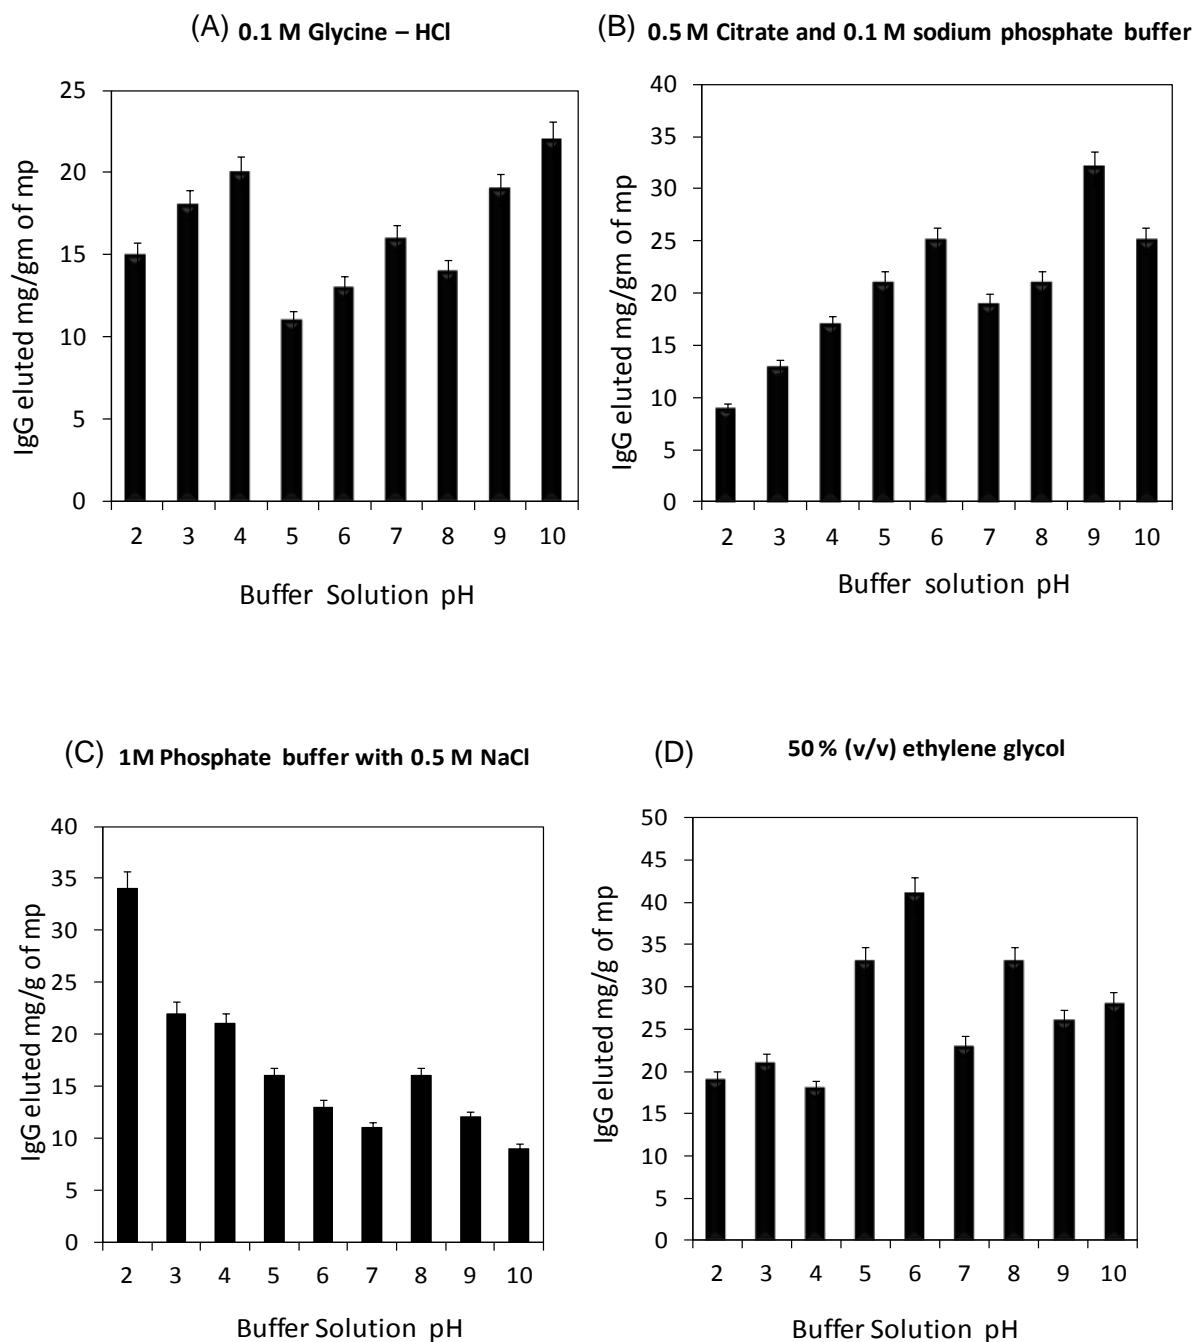 (A) 0.1 M Glycine – HCl
25
20
15
10
5
0
IgG eluted mg/gm of mp
2 3 4 5 6 7 8 9 10
Buffer Solution pH
(B) 0.5 M Citrate and 0.1 M sodium phosphate buffer
40
35
30
25
20
15
10
5
0
IgG eluted mg/gm of mp
2 3 4 5 6 7 8 9 10
Buffer solution pH
(C) 1M Phosphate buffer with 0.5 M NaCl
40
35
30
25
20
15
10
5
0
IgG eluted mg/g of mp
2 3 4 5 6 7 8 9 10
Buffer Solution pH
(D) 50 % (v/v) ethylene glycol
50
45
40
35
30
25
20
15
10
5
0
IgG eluted mg/g of mp
2 3 4 5 6 7 8 9 10
Buffer Solution pH